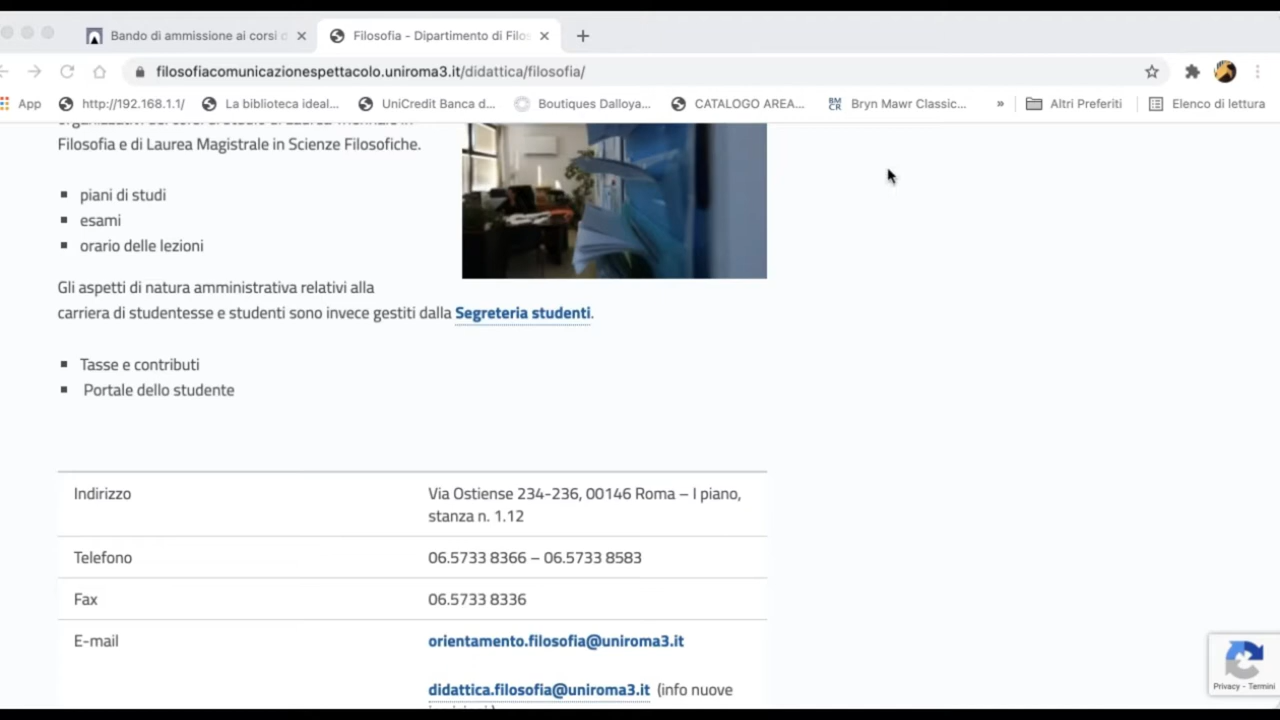 Bando di ammissione ai corsi
Filosofia - Dipartimento di Filo
filosofiacomunicazionespettacolo.uniroma3.it/didattica/filosofia/
App
http://192.168.1.1/
La biblioteca ideal...
UniCredit Banca d...
Boutiques Dalloya...
CATALOGO AREA...
BM
CR
Bryn Mawr Classic...
»
Altri Preferiti
Elenco di lettura
Filosofia e di Laurea Magistrale in Scienze Filosofiche.
▪ piani di studi
▪ esami
▪ orario delle lezioni
Gli aspetti di natura amministrativa relativi alla
carriera di studentesse e studenti sono invece gestiti dalla Segreteria studenti.
▪ Tasse e contributi
▪ Portale dello studente
Indirizzo
Via Ostiense 234-236, 00146 Roma – I piano,
stanza n. 1.12
Telefono
06.5733 8366 – 06.5733 8583
Fax
06.5733 8336
E-mail
orientamento.filosofia@uniroma3.it
didattica.filosofia@uniroma3.it (info nuove
Privacy - Termini